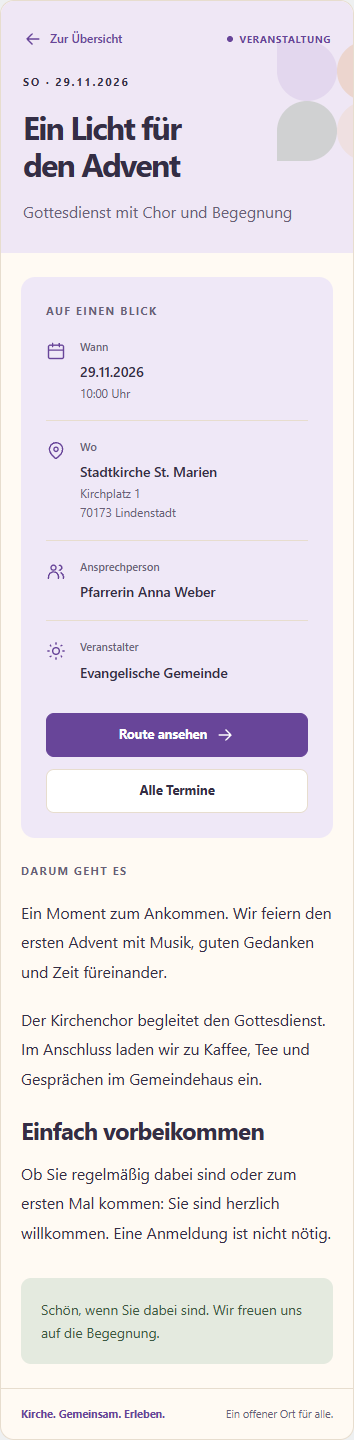 Zur Übersicht
VERANSTALTUNG
SO · 29.11.2026
Ein Licht für
den Advent
Gottesdienst mit Chor und Begegnung
AUF EINEN BLICK
Wann
29.11.2026
10:00 Uhr
Wo
Stadtkirche St. Marien
Kirchplatz 1
70173 Lindenstadt
Ansprechperson
Pfarrerin Anna Weber
Veranstalter
Evangelische Gemeinde
Route ansehen
Alle Termine
DARUM GEHT ES
Ein Moment zum Ankommen. Wir feiern den
ersten Advent mit Musik, guten Gedanken
und Zeit füreinander.
Der Kirchenchor begleitet den Gottesdienst.
Im Anschluss laden wir zu Kaffee, Tee und
Gesprächen im Gemeindehaus ein.
Einfach vorbeikommen
Ob Sie regelmäßig dabei sind oder zum
ersten Mal kommen: Sie sind herzlich
willkommen. Eine Anmeldung ist nicht nötig.
Schön, wenn Sie dabei sind. Wir freuen uns
auf die Begegnung.
Kirche. Gemeinsam. Erleben.
Ein offener Ort für alle.